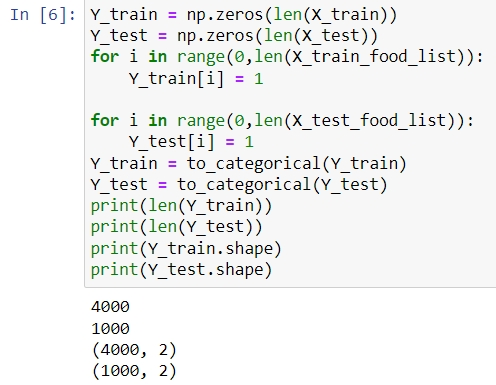 In [6]: Y_train = np.zeros(len(X_train))
Y_test = np.zeros(len(X_test))
for i in range(0,len(X_train_food_list)):
    Y_train[i] = 1

for i in range(0,len(X_test_food_list)):
    Y_test[i] = 1
Y_train = to_categorical(Y_train)
Y_test = to_categorical(Y_test)
print(len(Y_train))
print(len(Y_test))
print(Y_train.shape)
print(Y_test.shape)
4000
1000
(4000, 2)
(1000, 2)